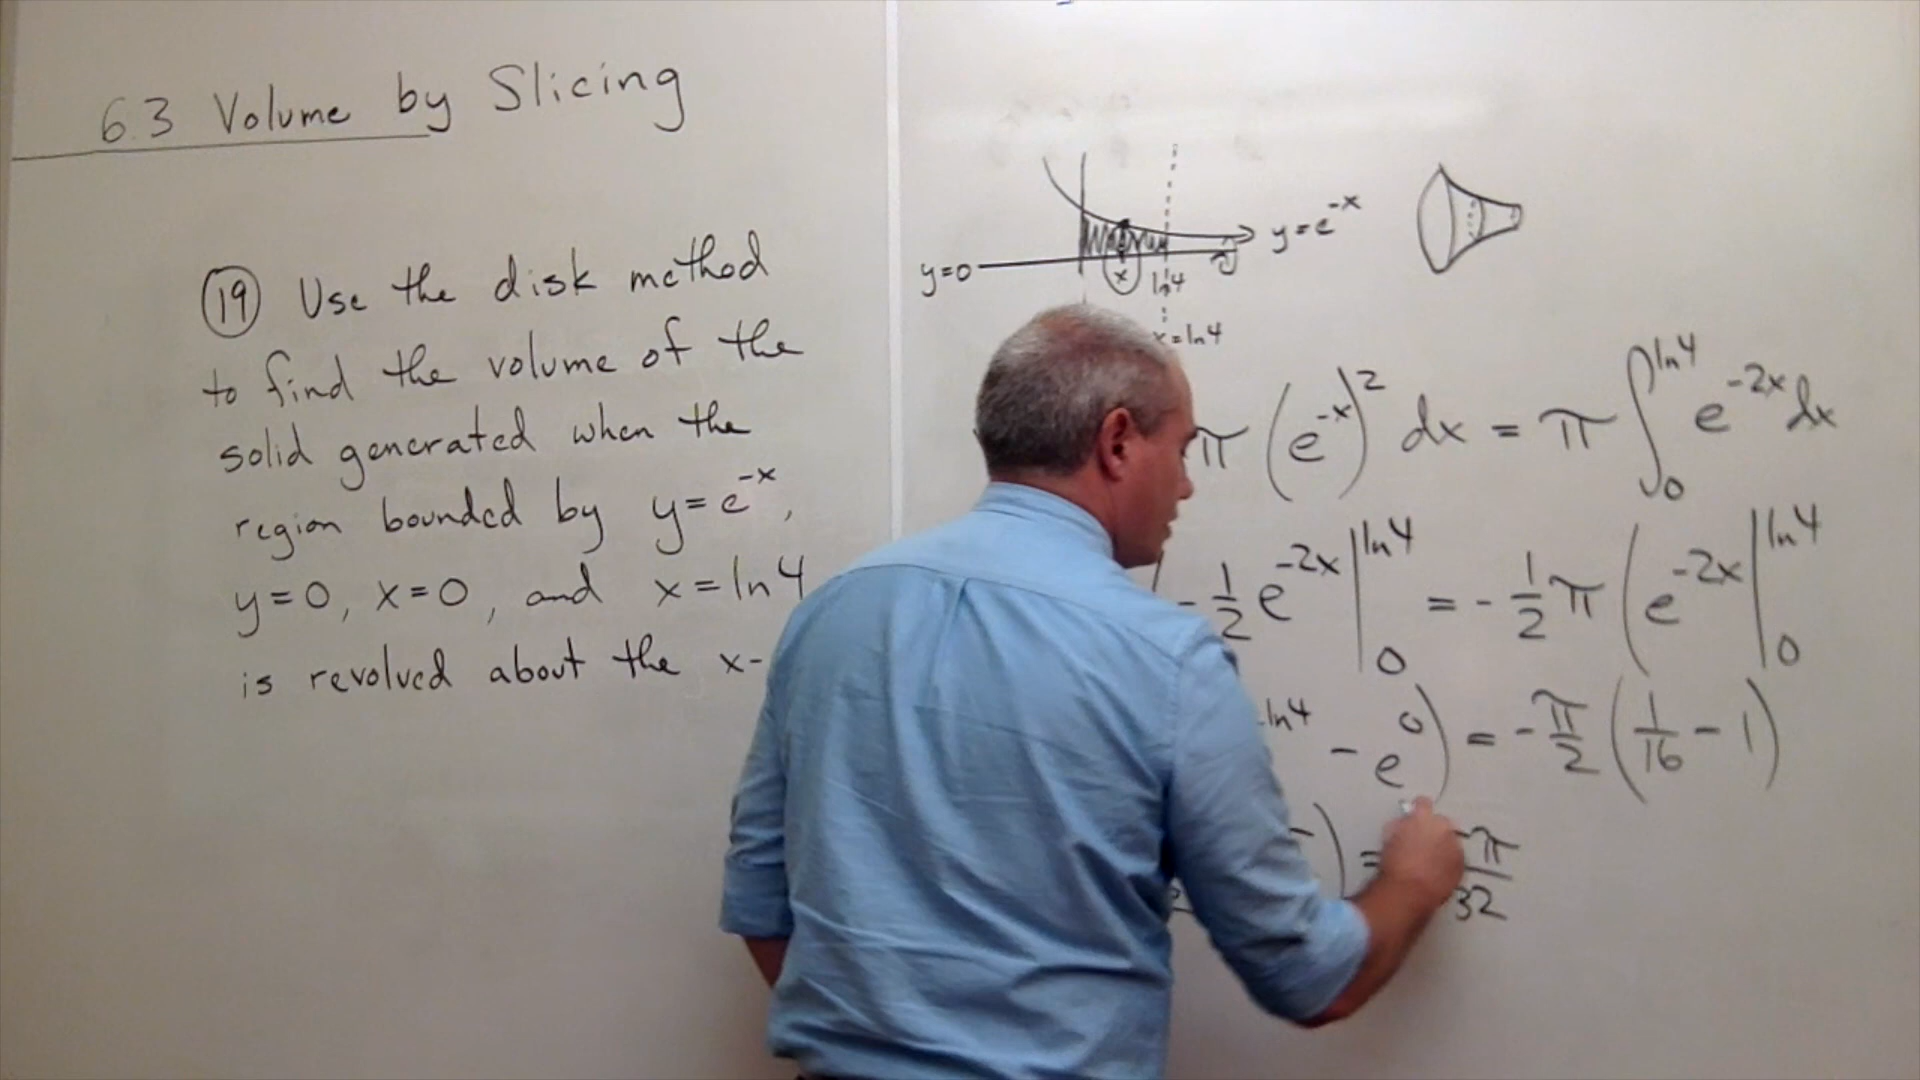 6.3 Volume by Slicing
19 Use the disk method
to find the volume of the
solid generated when the
region bounded by y=e^-x,
y=0, x=0, and x=ln4
is revolved about the x-
y=e^-x
y=0
x
ln4
x=ln4
π(e^-x)^2 dx = π∫_0^ln4 e^-2x dx
-1/2 e^-2x |_0^ln4 = -1/2 π(e^-2x |_0^ln4
ln4 - e^0) = -π/2 (1/16 - 1)
) = π/32